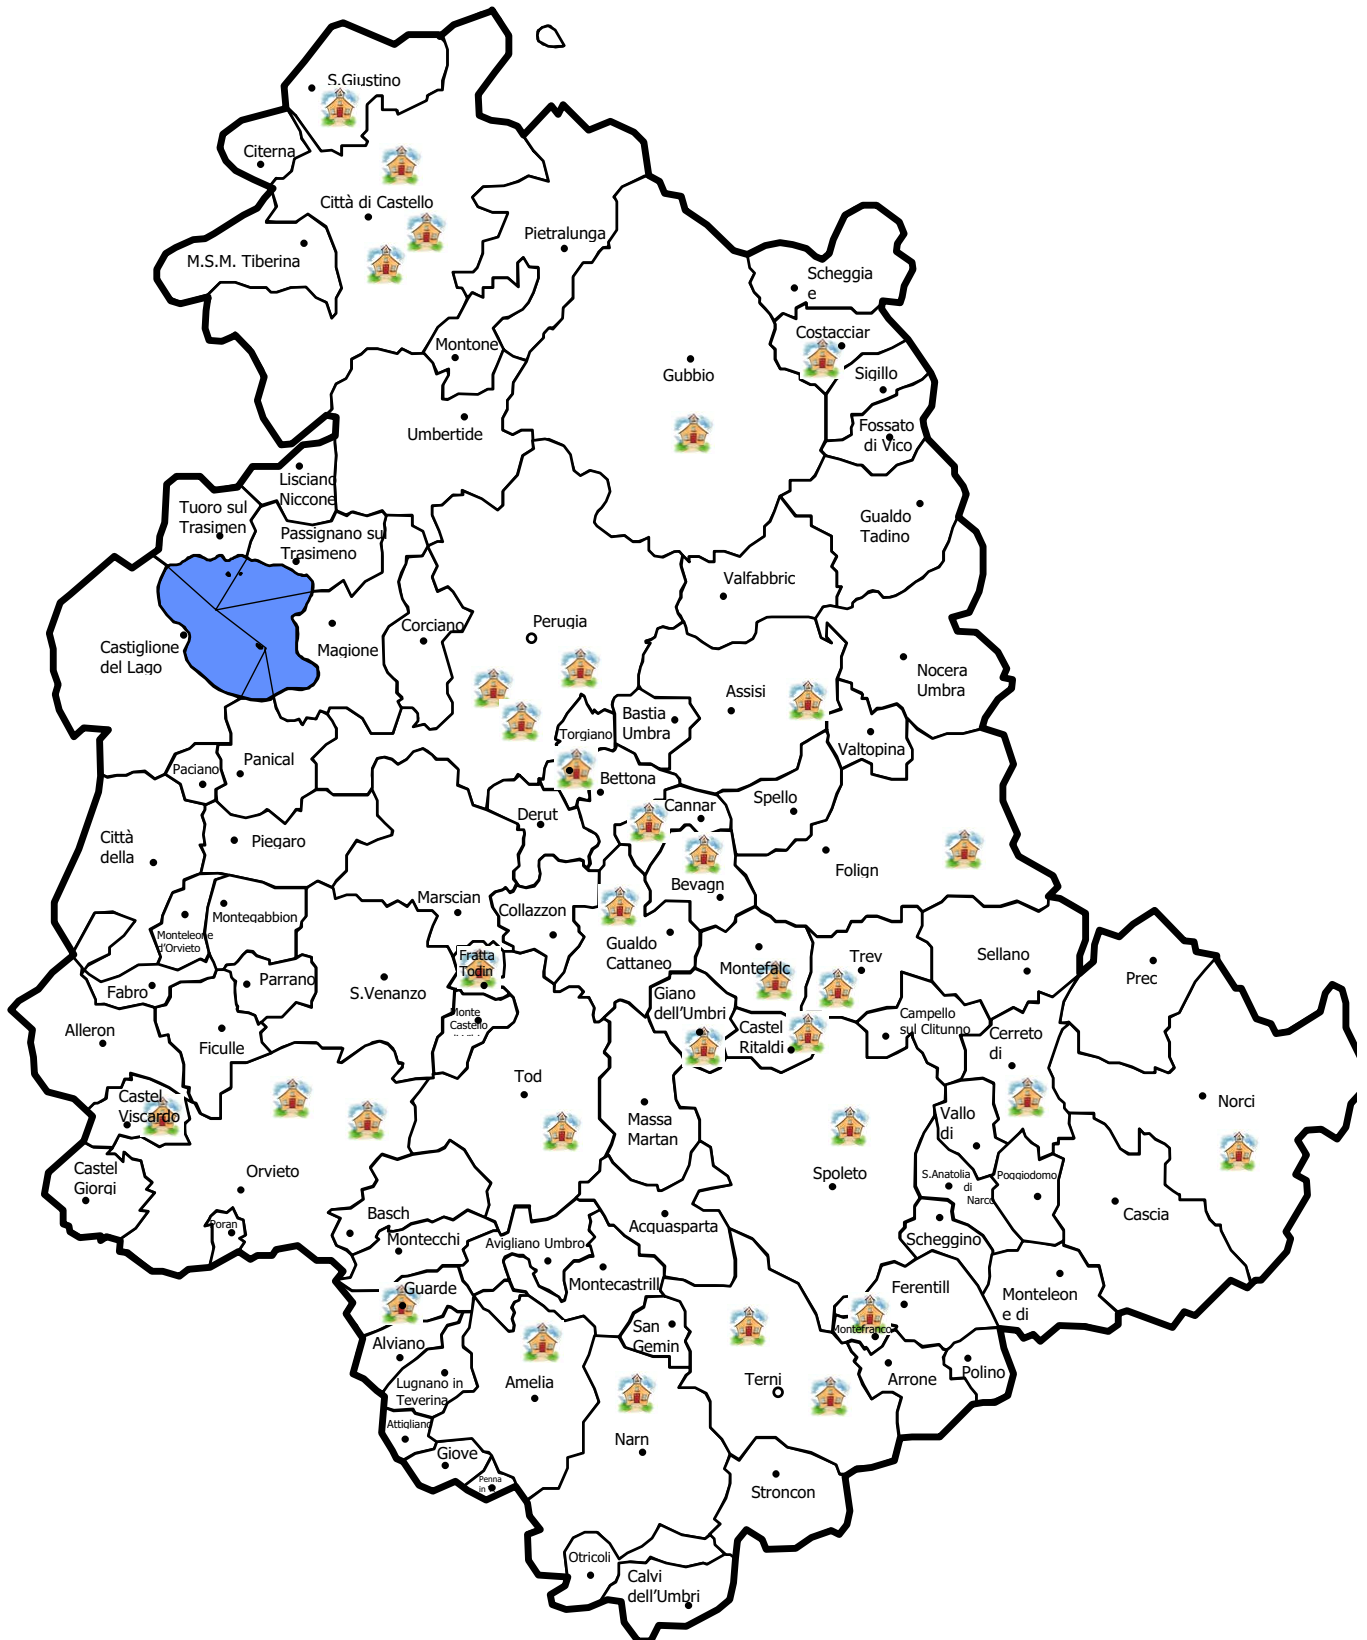 S.Giustino
Citerna
Città di Castello
M.S.M. Tiberina
Pietralunga
Scheggia
e
Costacciar
Montone
Gubbio
Sigillo
Umbertide
Fossato
di Vico
Lisciano
Niccone
Tuoro sul
Trasimen
Passignano su
Trasimeno
Gualdo
Tadino
Valfabbric
Castiglione
del Lago
Magione
Corciano
Perugia
Nocera
Umbra
Assisi
Bastia
Umbra
Torgiano
Valtopina
Paciano
Panical
Bettona
Spello
Cannar
Derut
Città
della
Piegaro
Folign
Bevagn
Marscian
Collazzon
Montegabbion
Monteleone
d'Orvieto
Gualdo
Cattaneo
Fratta
Todin
Montefalc
Trev
Sellano
Prec
Fabro
Parrano
S.Venanzo
Giano
dell'Umbri
Monte
Castello
Castel
Ritaldi
Campello
sul Clitunno
Alleron
Ficulle
Cerreto
di
Tod
Castel
Viscardo
Massa
Martan
Vallo
di
Norci
Castel
Giorgi
Orvieto
Spoleto
S.Anatolia
di
Narco
Poggiodomo
Cascia
Poran
Basch
Montecchi
Acquasparta
Avigliano Umbro
Scheggino
Guarde
Montecastrill
Ferentill
Monteleon
e di
Alviano
San
Gemin
Montefranco
Lugnano in
Teverina
Amelia
Terni
Arrone
Polino
Attigliano
Narn
Giove
Penna
in
Stroncon
Otricoli
Calvi
dell'Umbri